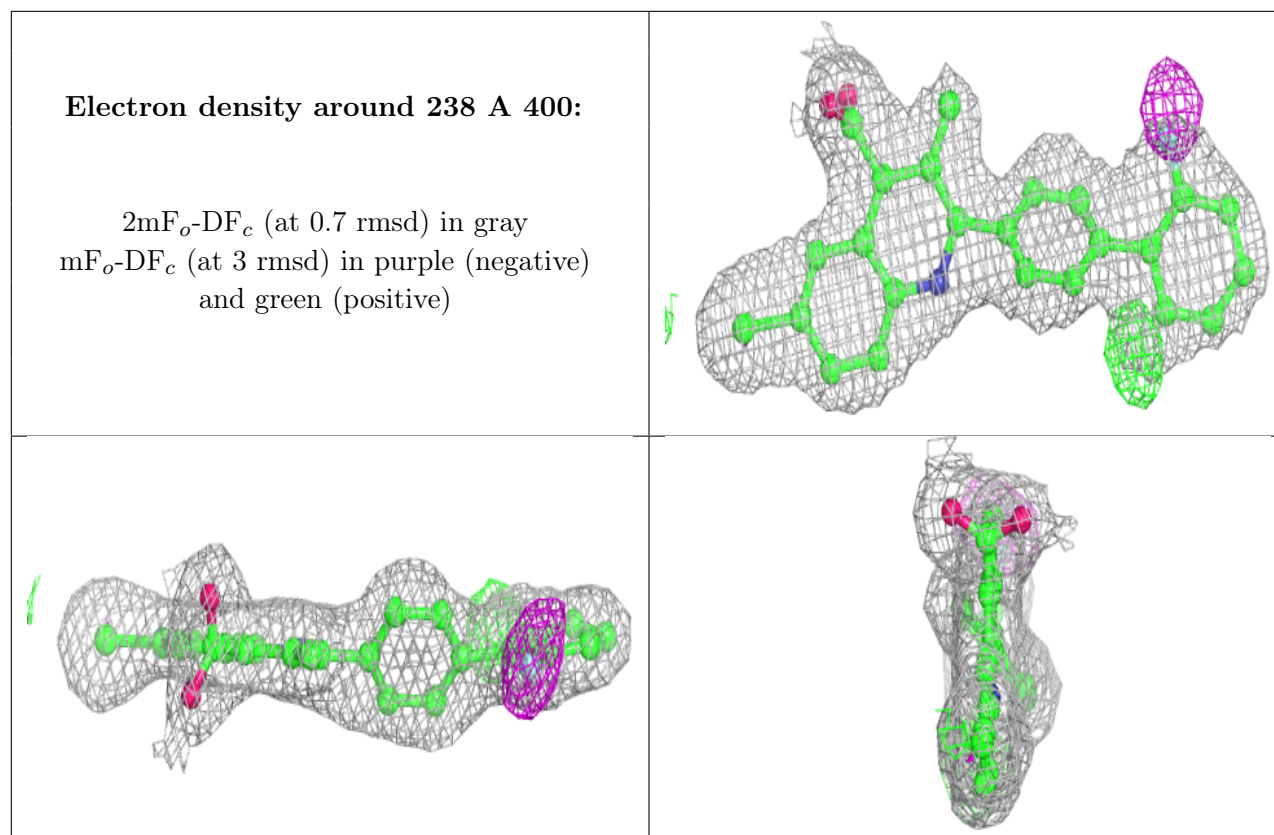 Electron density around 238 A 400:
2mFo-DFc (at 0.7 rmsd) in gray
mFo-DFc (at 3 rmsd) in purple (negative)
and green (positive)